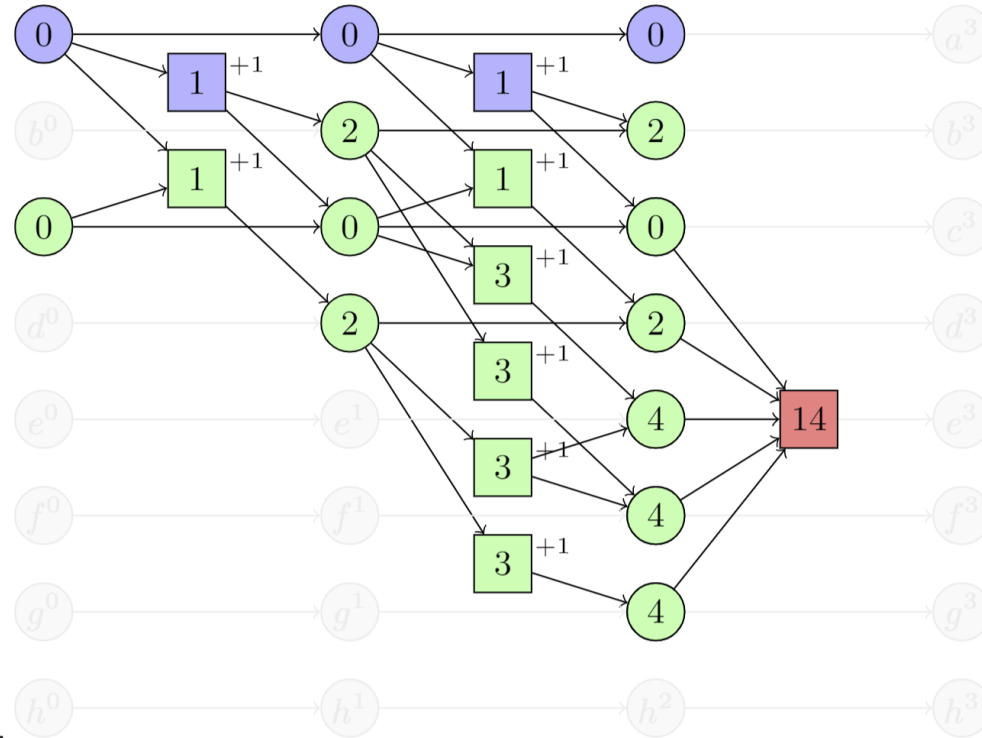 0 0 0 a³
1 +1 1 +1
b⁰ 2 2 b³
1 +1 1 +1
0 0 0 c³
3 +1
d⁰ 2 2 d³
3 +1
e⁰ e¹ 4 14 e³
3 +1
f⁰ f¹ 4 f³
3 +1
g⁰ g¹ 4 g³
h⁰ h¹ h² h³